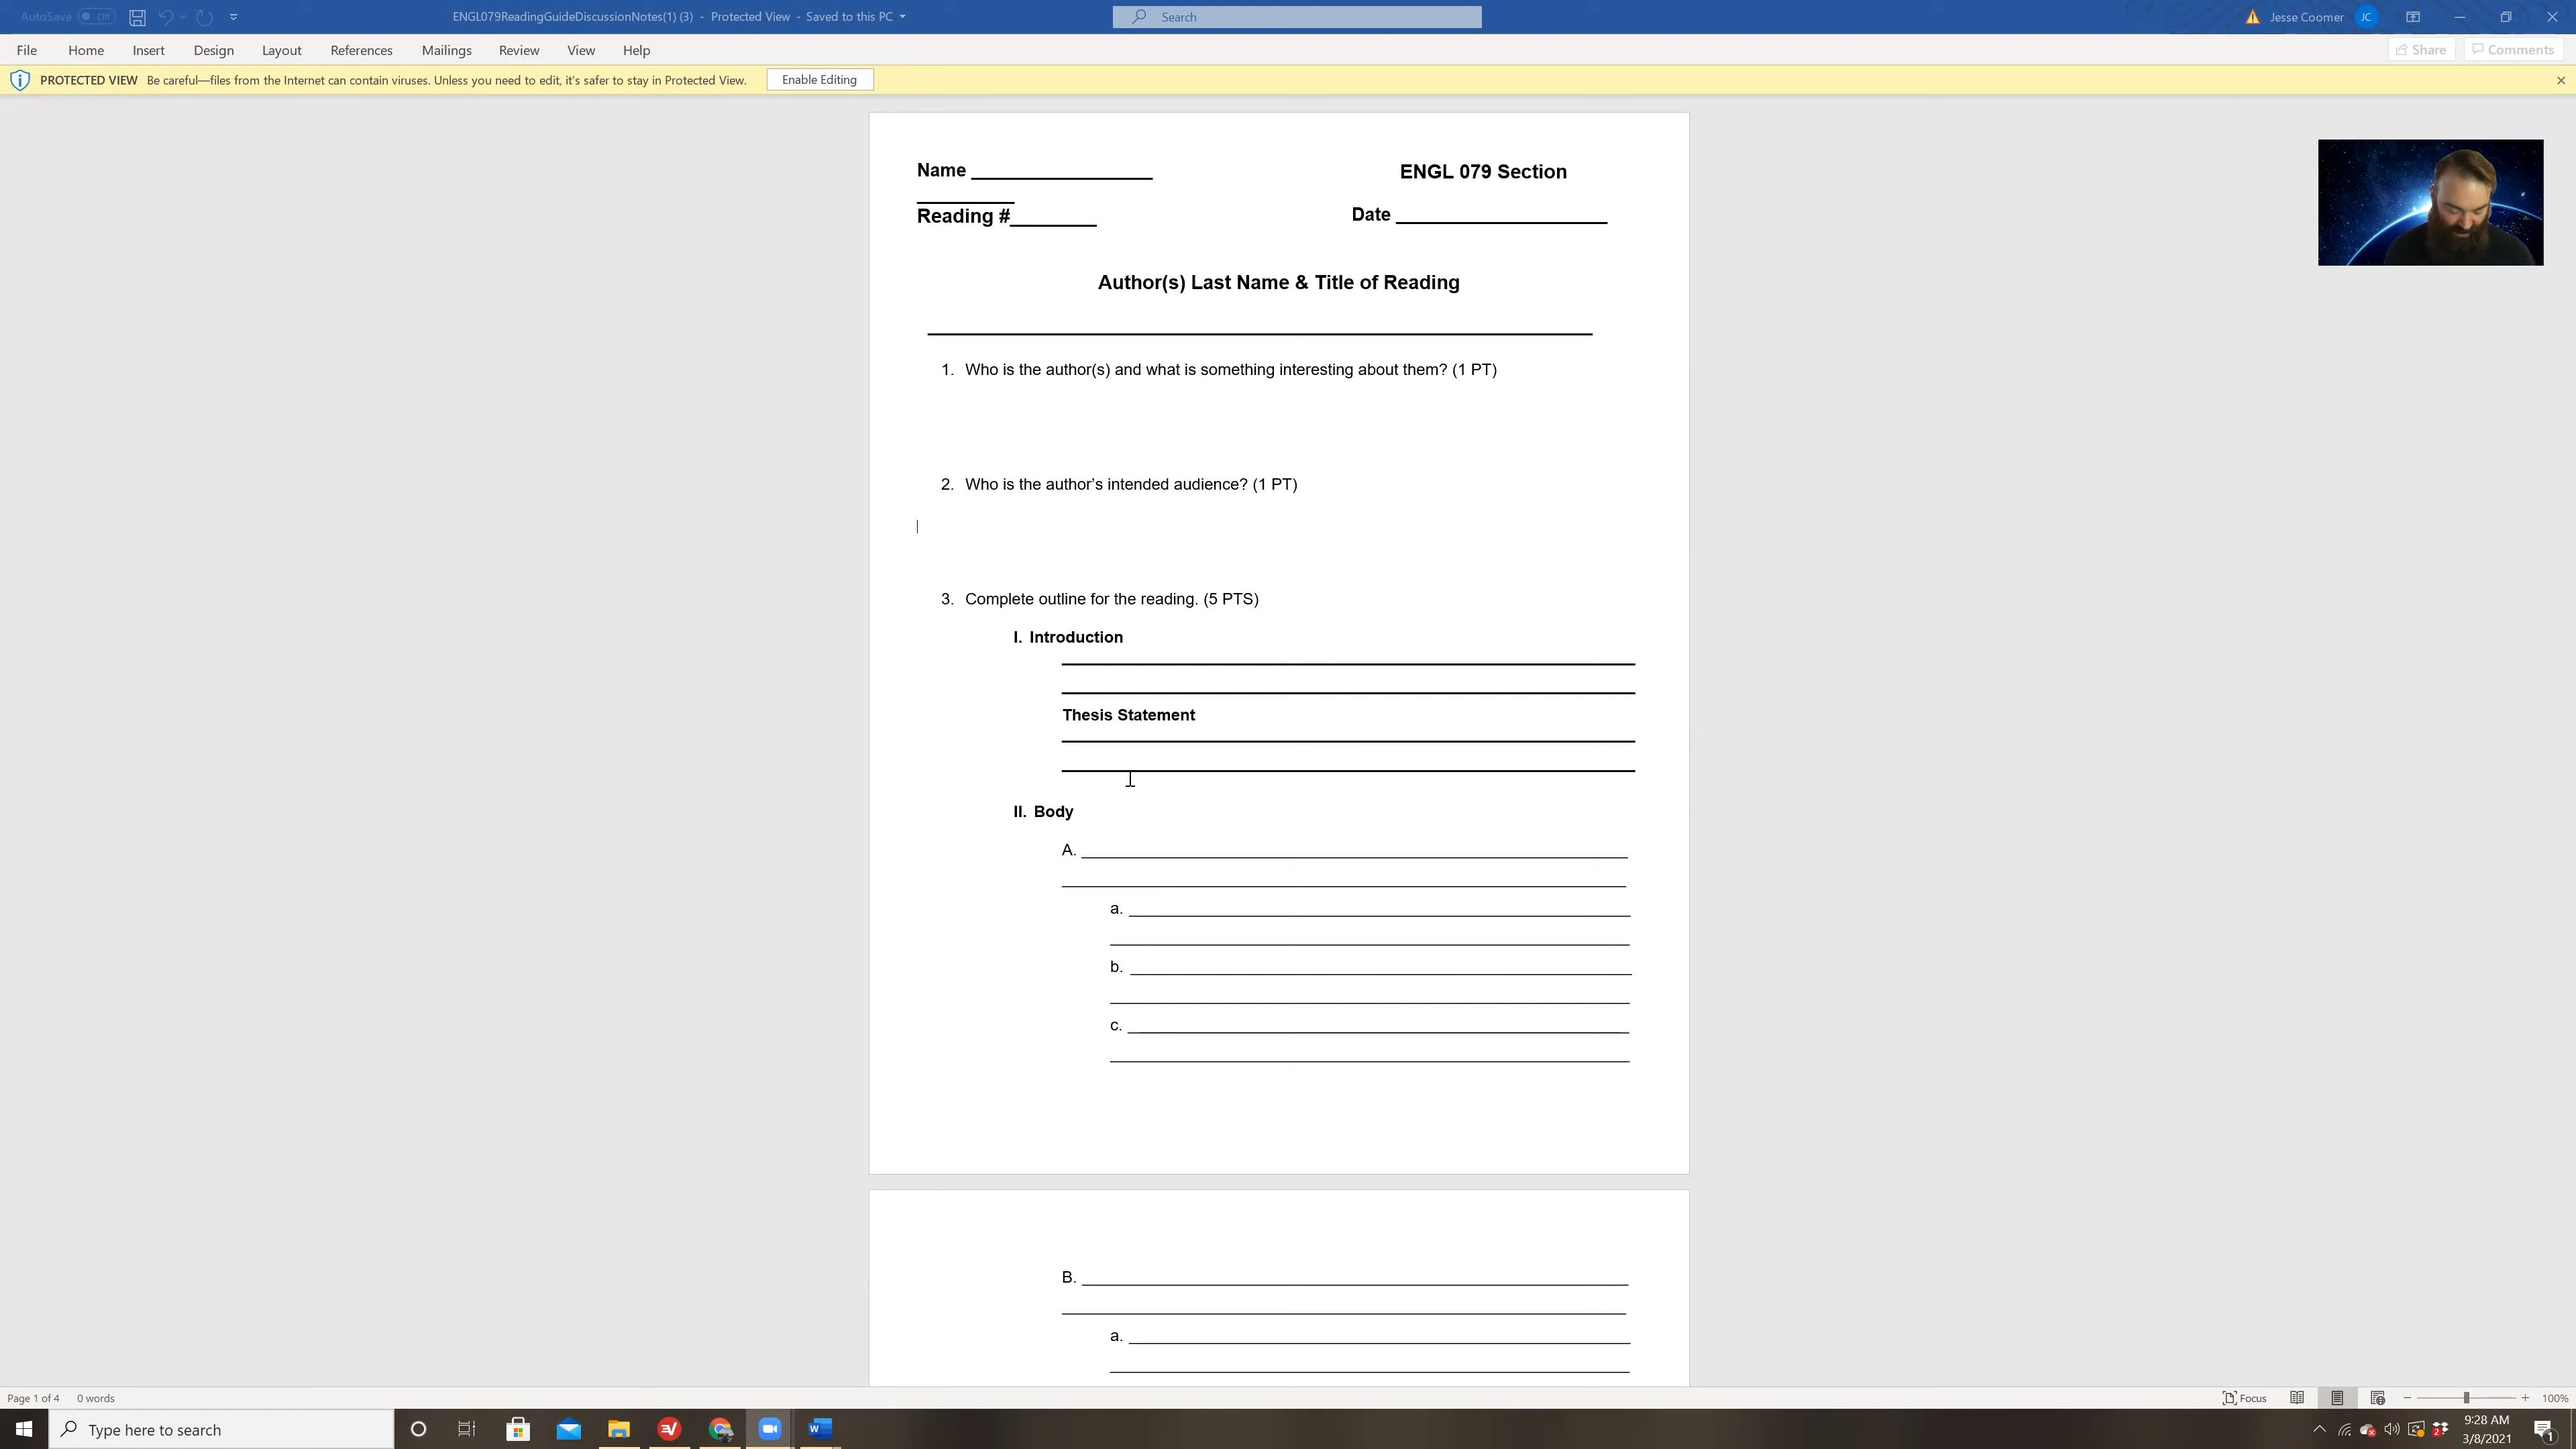 AutoSave Off
ENGL079ReadingGuideDiscussionNotes(1) (3) - Protected View - Saved to this PC
Search
Jesse Coomer JC
File Home Insert Design Layout References Mailings Review View Help
Share Comments
PROTECTED VIEW Be careful—files from the Internet can contain viruses. Unless you need to edit, it's safer to stay in Protected View. Enable Editing
Name ____________________ ENGL 079 Section
___________
Reading #_________ Date ______________________
Author(s) Last Name & Title of Reading
1. Who is the author(s) and what is something interesting about them? (1 PT)
2. Who is the author’s intended audience? (1 PT)
3. Complete outline for the reading. (5 PTS)
I. Introduction
Thesis Statement
II. Body
A.
a.
b.
c.
B.
a.
Page 1 of 4 0 words
Focus
100%
Type here to search
9:28 AM
3/8/2021